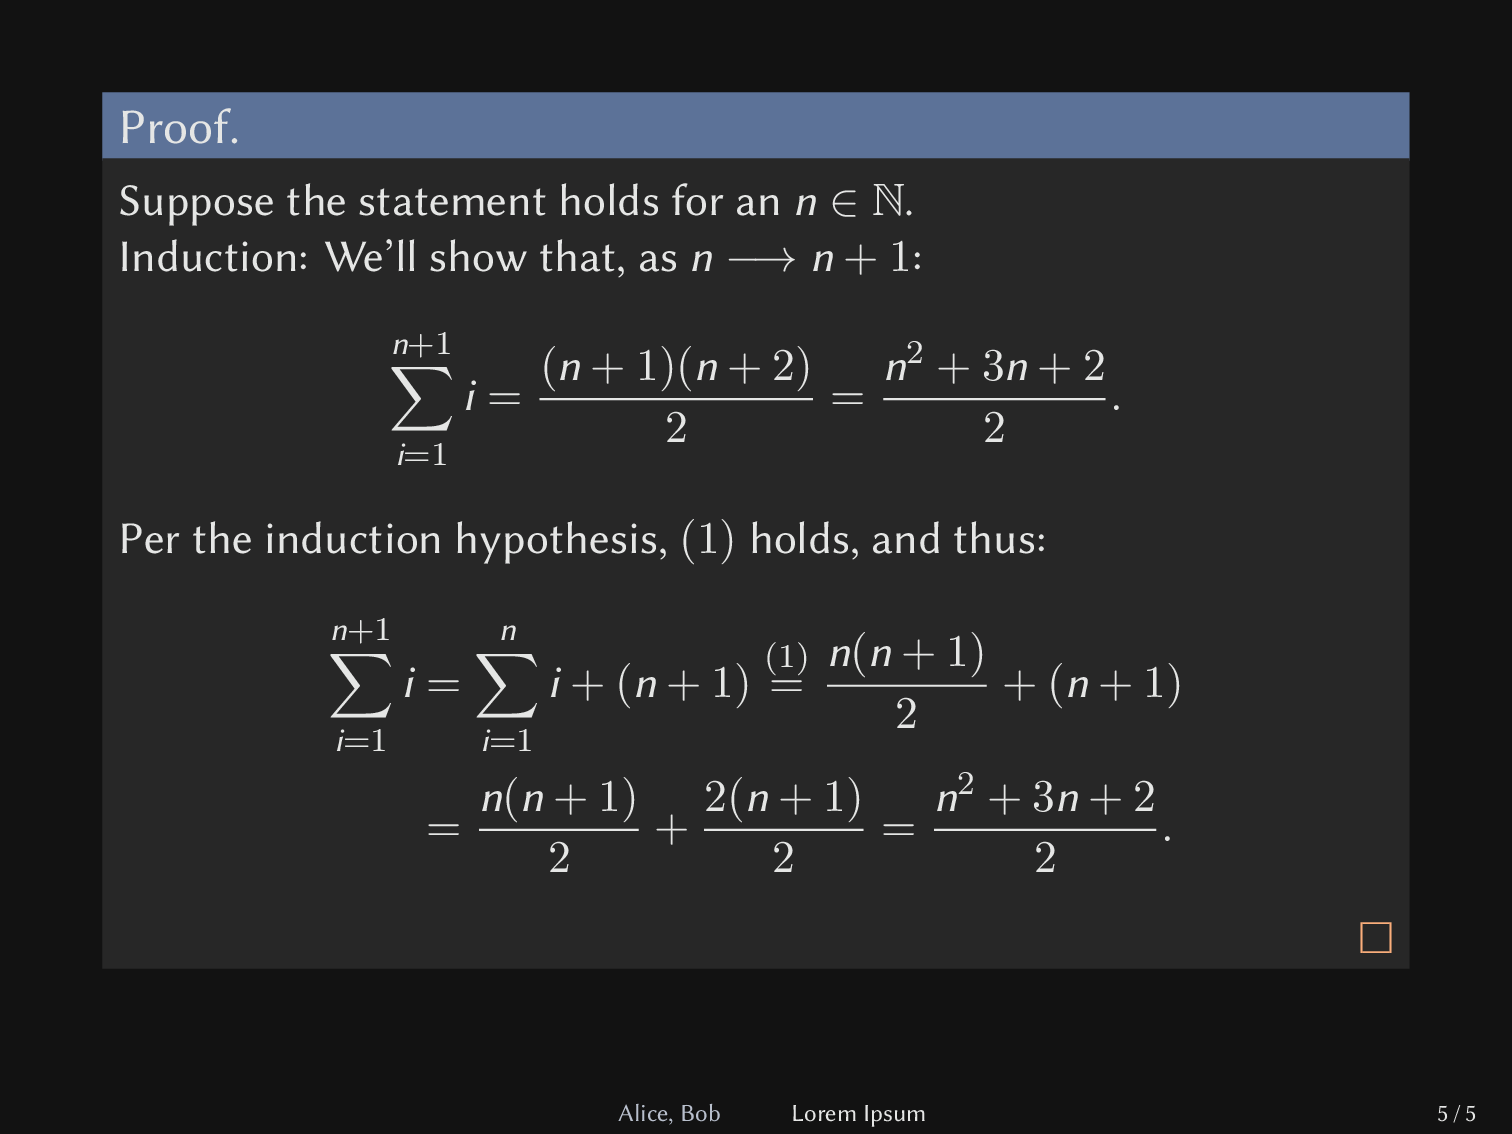 Proof.
Suppose the statement holds for an n ∈ ℕ.
Induction: We’ll show that, as n ⟶ n + 1:
\sum_{i=1}^{n+1} i = \frac{(n + 1)(n + 2)}{2} = \frac{n^2 + 3n + 2}{2}.
Per the induction hypothesis, (1) holds, and thus:
\sum_{i=1}^{n+1} i = \sum_{i=1}^{n} i + (n + 1) \overset{(1)}{=} \frac{n(n + 1)}{2} + (n + 1)
= \frac{n(n + 1)}{2} + \frac{2(n + 1)}{2} = \frac{n^2 + 3n + 2}{2}.
□
Alice, Bob Lorem Ipsum 5 / 5